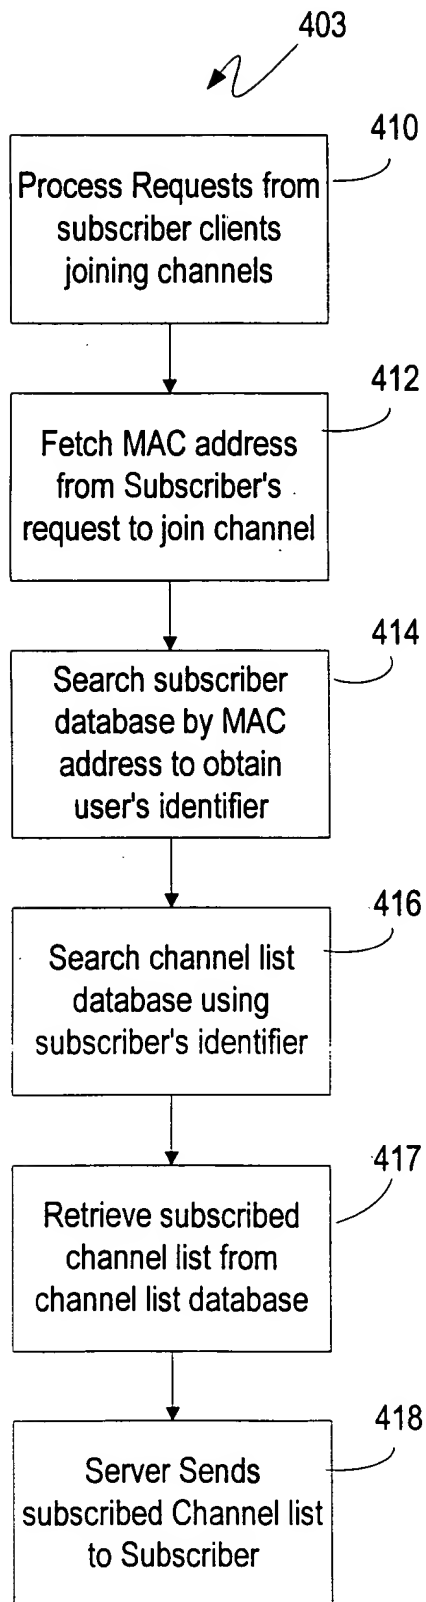 403
410
Process Requests from
subscriber clients
joining channels
412
Fetch MAC address
from Subscriber's
request to join channel
414
Search subscriber
database by MAC
address to obtain
user's identifier
416
Search channel list
database using
subscriber's identifier
417
Retrieve subscribed
channel list from
channel list database
418
Server Sends
subscribed Channel list
to Subscriber